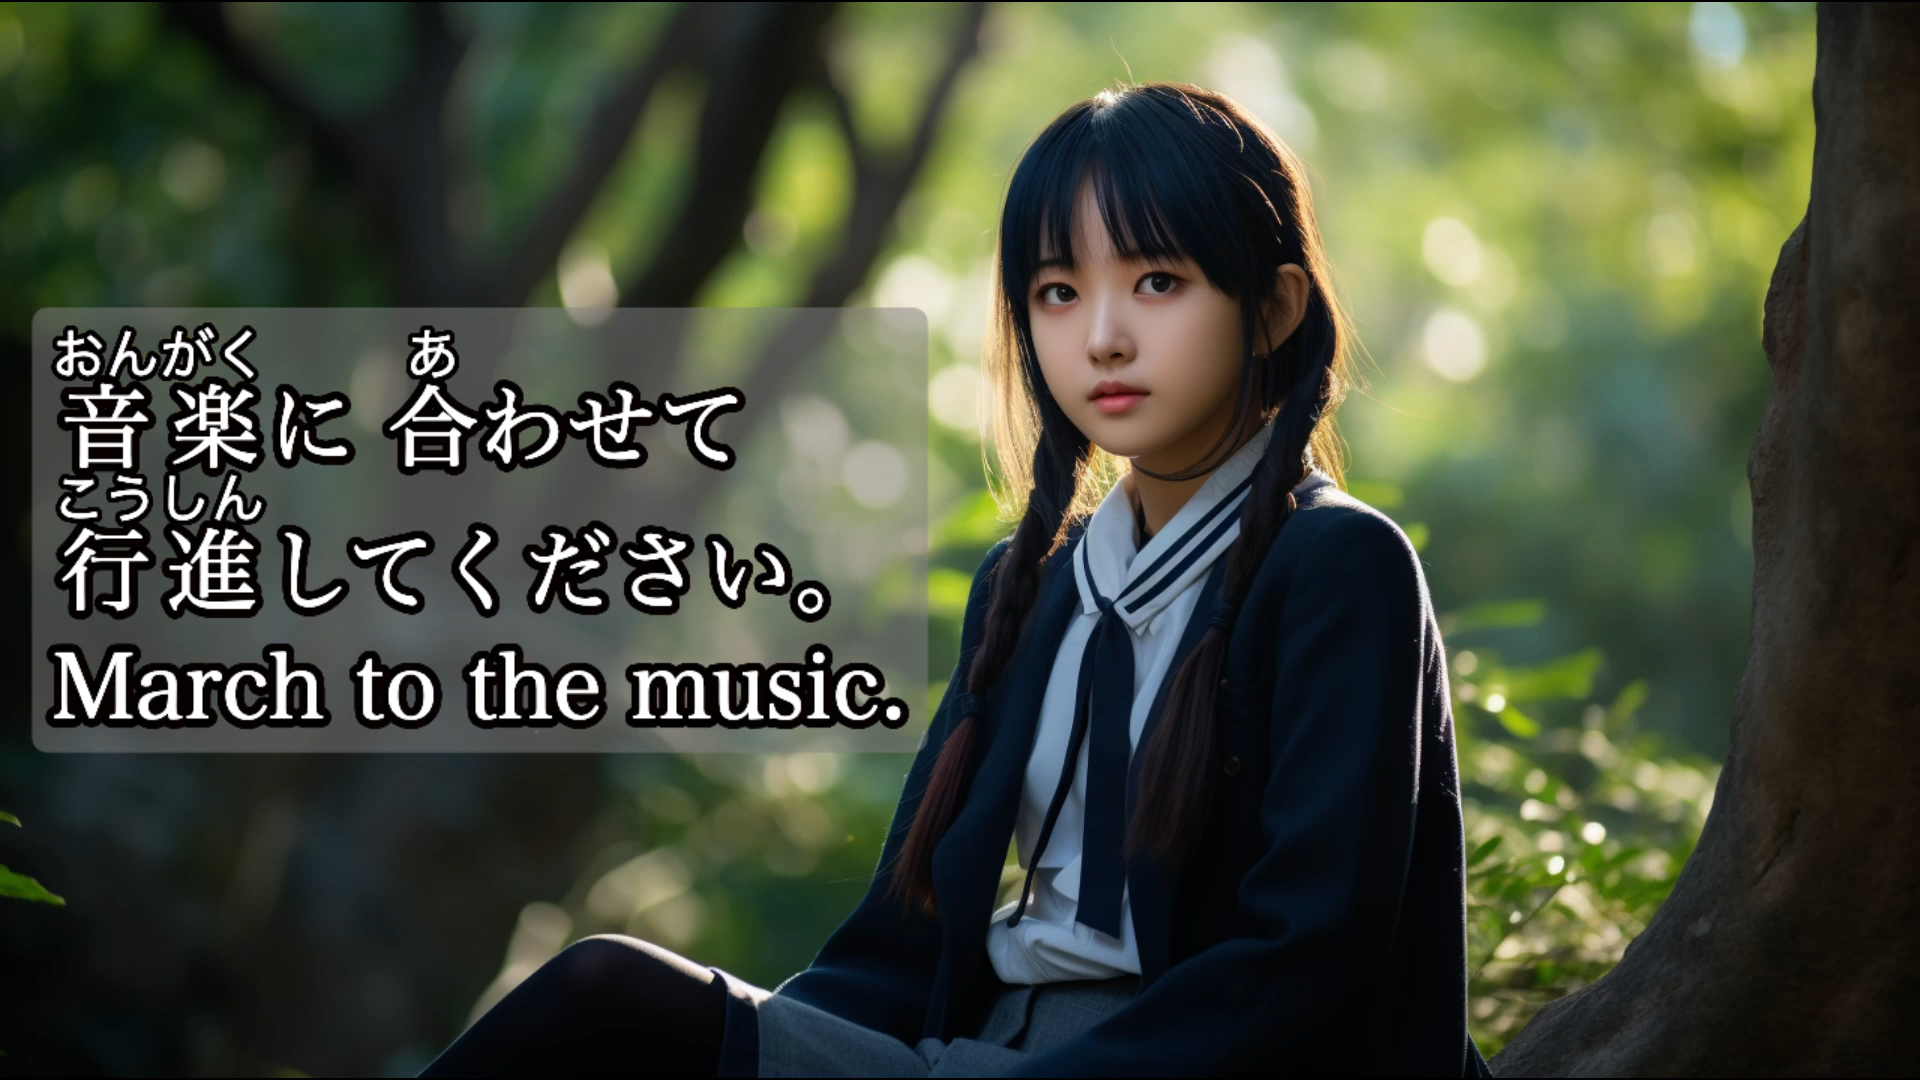 おんがく あ
音楽に 合わせて
こうしん
行進してください。
March to the music.